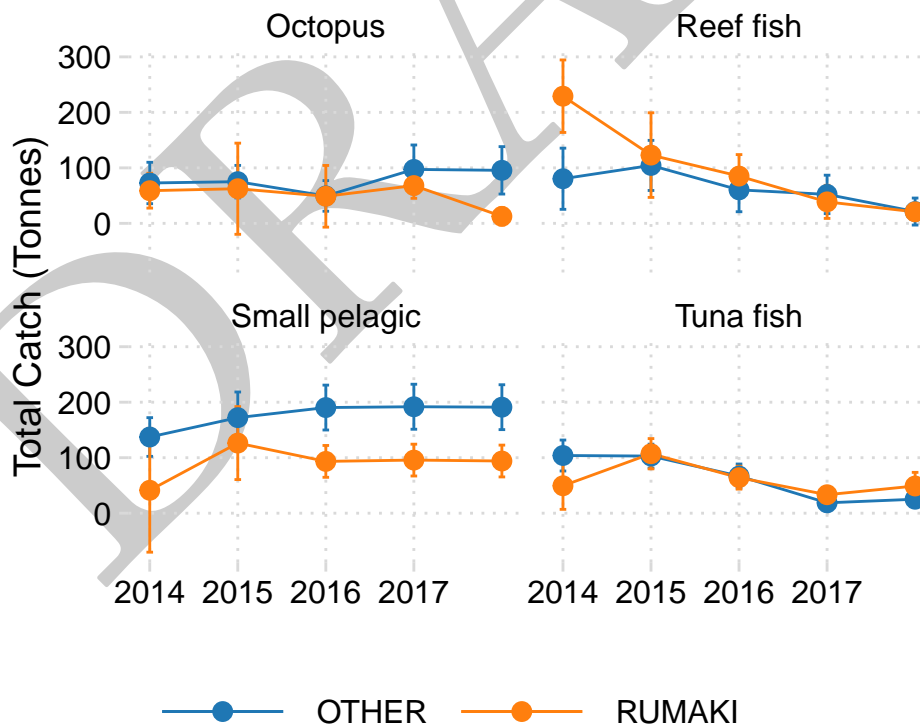 Octopus
Reef fish
300
200
100
0
Total Catch (Tonnes)
Small pelagic
Tuna fish
300
200
100
0
2014 2015 2016 2017
2014 2015 2016 2017
OTHER
RUMAKI
DRA